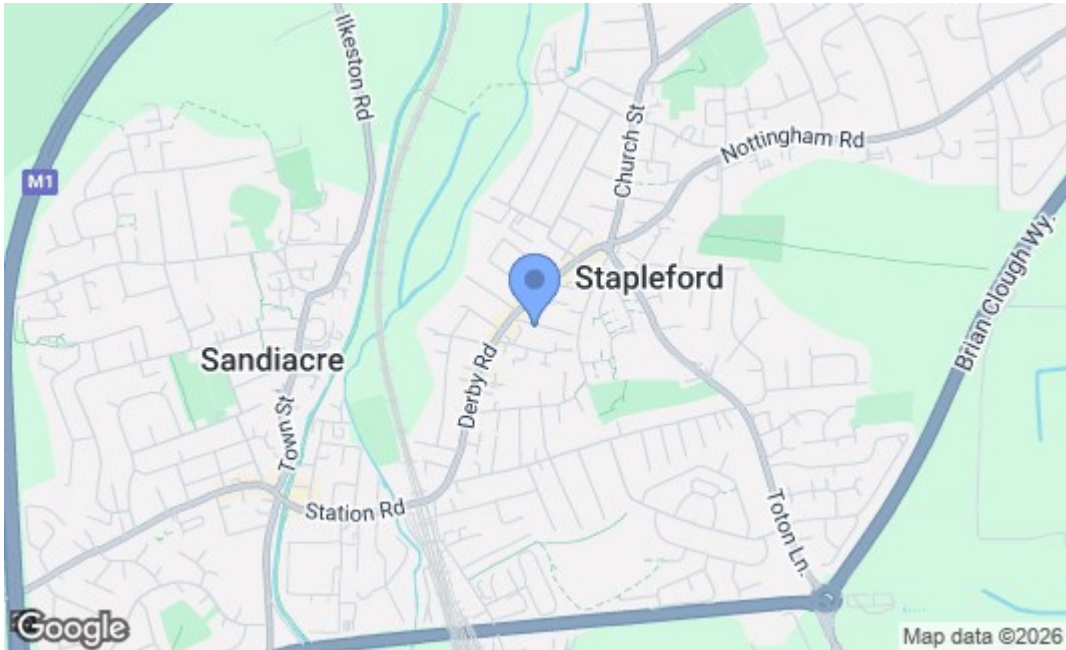 Ilkeston Rd
M1
Church St
Nottingham Rd
Stapleford
Brian Clough Wy.
Sandiacre
Derby Rd
Town St
Station Rd
Toton Ln.
Google
Map data ©2026